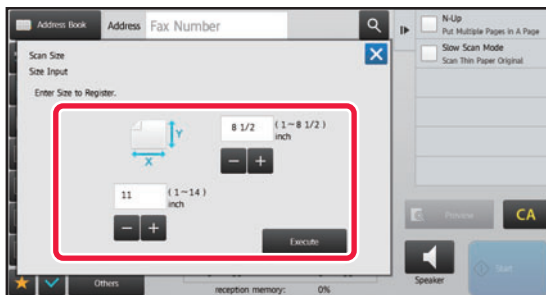 Address Book
Address
Fax Number
N-Up
Put Multiple Pages in A Page
Slow Scan Mode
Scan Thin Paper Original
Scan Size
Size Input
Enter Size to Register.
Y
X
8 1/2
(1~8 1/2)
inch
11
(1~14)
inch
Execute
Preview
CA
Start
Speaker
Others
reception memory:
0%